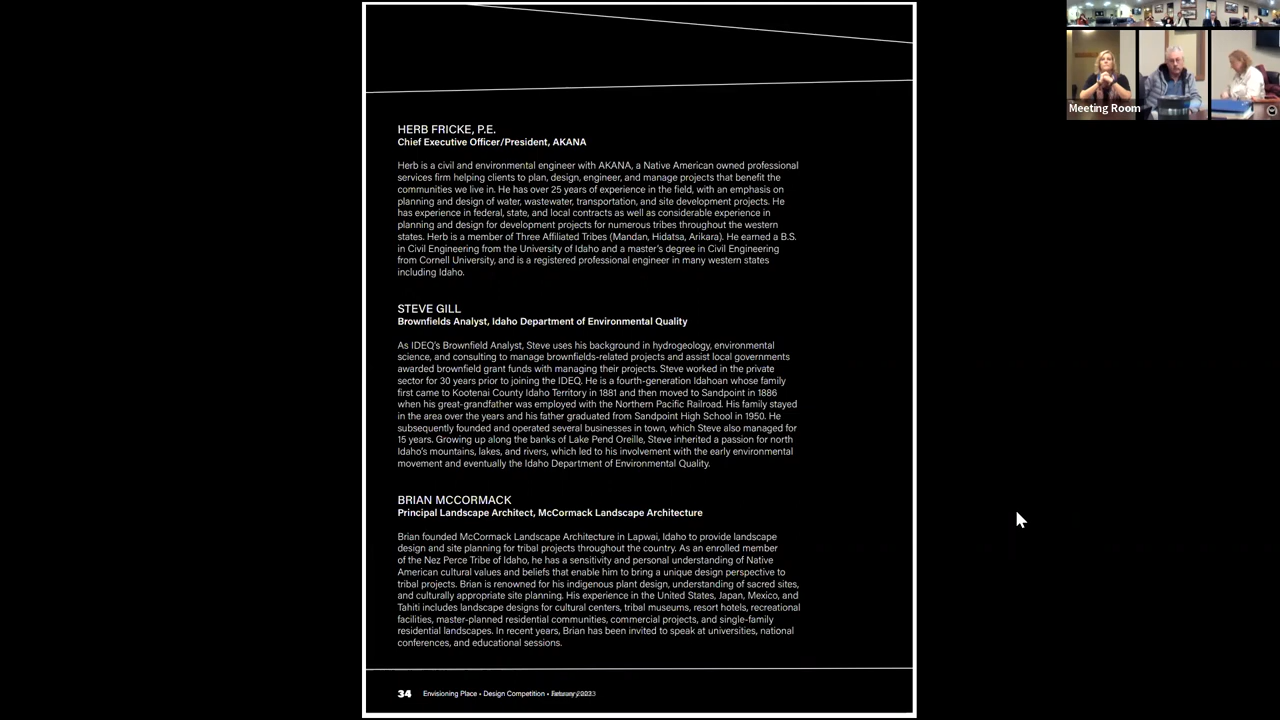 HERB FRICKE, P.E.
Chief Executive Officer/President, AKANA
Herb is a civil and environmental engineer with AKANA, a Native American owned professional
services firm helping clients to plan, design, engineer, and manage projects that benefit the
communities we live in. He has over 25 years of experience in the field, with an emphasis on
planning and design of water, wastewater, transportation, and site development projects. He
has experience in federal, state, and local contracts as well as considerable experience in
planning and design for development projects for numerous tribes throughout the western
states. Herb is a member of Three Affiliated Tribes (Mandan, Hidatsa, Arikara). He earned a B.S.
in Civil Engineering from the University of Idaho and a master's degree in Civil Engineering
from Cornell University, and is a registered professional engineer in many western states
including Idaho.
STEVE GILL
Brownfields Analyst, Idaho Department of Environmental Quality
As IDEQ's Brownfield Analyst, Steve uses his background in hydrogeology, environmental
science, and consulting to manage brownfields-related projects and assist local governments
awarded brownfield grant funds with managing their projects. Steve worked in the private
sector for 30 years prior to joining the IDEQ. He is a fourth-generation Idahoan whose family
first came to Kootenai County Idaho Territory in 1881 and then moved to Sandpoint in 1886
when his great-grandfather was employed with the Northern Pacific Railroad. His family stayed
in the area over the years and his father graduated from Sandpoint High School in 1950. He
subsequently founded and operated several businesses in town, which Steve also managed for
15 years. Growing up along the banks of Lake Pend Oreille, Steve inherited a passion for north
Idaho's mountains, lakes, and rivers, which led to his involvement with the early environmental
movement and eventually the Idaho Department of Environmental Quality.
BRIAN MCCORMACK
Principal Landscape Architect, McCormack Landscape Architecture
Brian founded McCormack Landscape Architecture in Lapwai, Idaho to provide landscape
design and site planning for tribal projects throughout the country. As an enrolled member
of the Nez Perce Tribe of Idaho, he has a sensitivity and personal understanding of Native
American cultural values and beliefs that enable him to bring a unique design perspective to
tribal projects. Brian is renowned for his indigenous plant design, understanding of sacred sites,
and culturally appropriate site planning. His experience in the United States, Japan, Mexico, and
Tahiti includes landscape designs for cultural centers, tribal museums, resort hotels, recreational
facilities, master-planned residential communities, commercial projects, and single-family
residential landscapes. In recent years, Brian has been invited to speak at universities, national
conferences, and educational sessions.
34 Envisioning Place • Design Competition •
Meeting Room